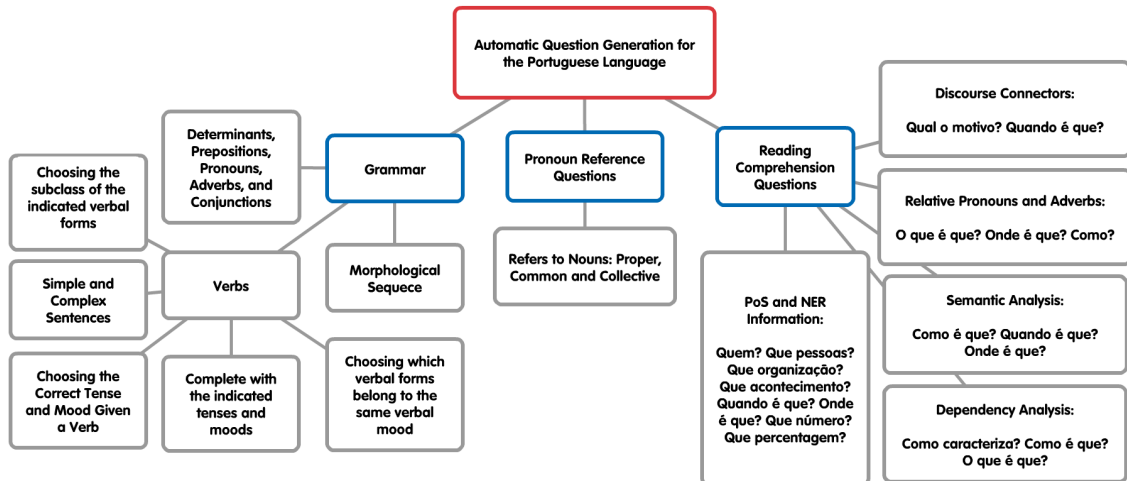 Automatic Question Generation for
the Portuguese Language
Grammar
Pronoun Reference
Questions
Reading
Comprehension
Questions
Determinants,
Prepositions,
Pronouns,
Adverbs, and
Conjunctions
Verbs
Morphological
Sequece
Choosing the
subclass of the
indicated verbal
forms
Simple and
Complex
Sentences
Choosing the
Correct Tense
and Mood Given
a Verb
Complete with
the indicated
tenses and
moods
Choosing which
verbal forms
belong to the
same verbal
mood
Refers to Nouns: Proper,
Common and Collective
PoS and NER
Information:
Quem? Que pessoas?
Que organização?
Que acontecimento?
Quando é que? Onde
é que? Que número?
Que percentagem?
Discourse Connectors:
Qual o motivo? Quando é que?
Relative Pronouns and Adverbs:
O que é que? Onde é que? Como?
Semantic Analysis:
Como é que? Quando é que?
Onde é que?
Dependency Analysis:
Como caracteriza? Como é que?
O que é que?